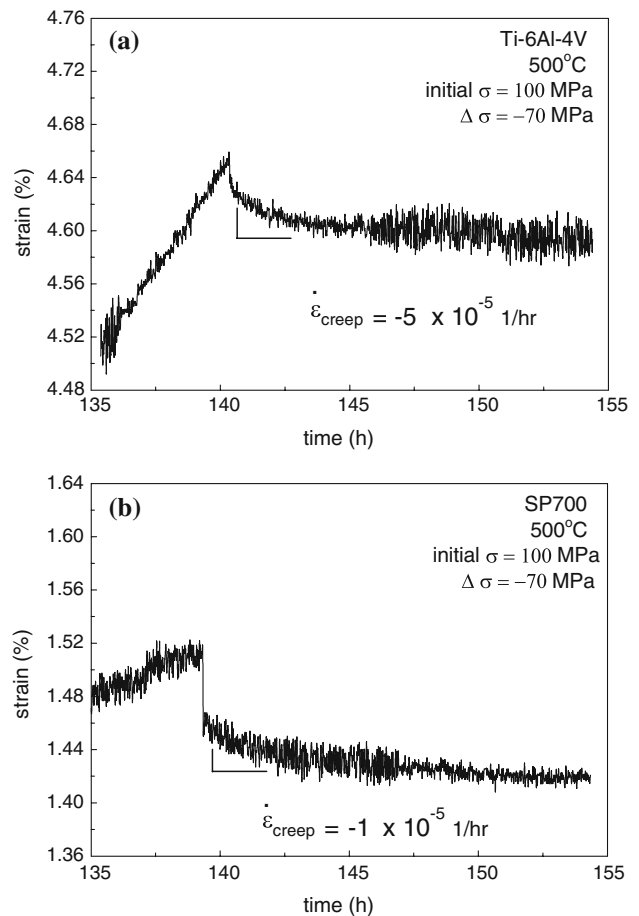 (a)
Ti-6Al-4V
500°C
initial σ = 100 MPa
Δ σ = −70 MPa
4.76
4.72
4.68
4.64
4.60
4.56
4.52
4.48
strain (%)
ε̇creep = -5 x 10⁻⁵ 1/hr
135 140 145 150 155
time (h)
(b)
SP700
500°C
initial σ = 100 MPa
Δ σ = −70 MPa
1.64
1.60
1.56
1.52
1.48
1.44
1.40
1.36
strain (%)
ε̇creep = -1 x 10⁻⁵ 1/hr
135 140 145 150 155
time (h)